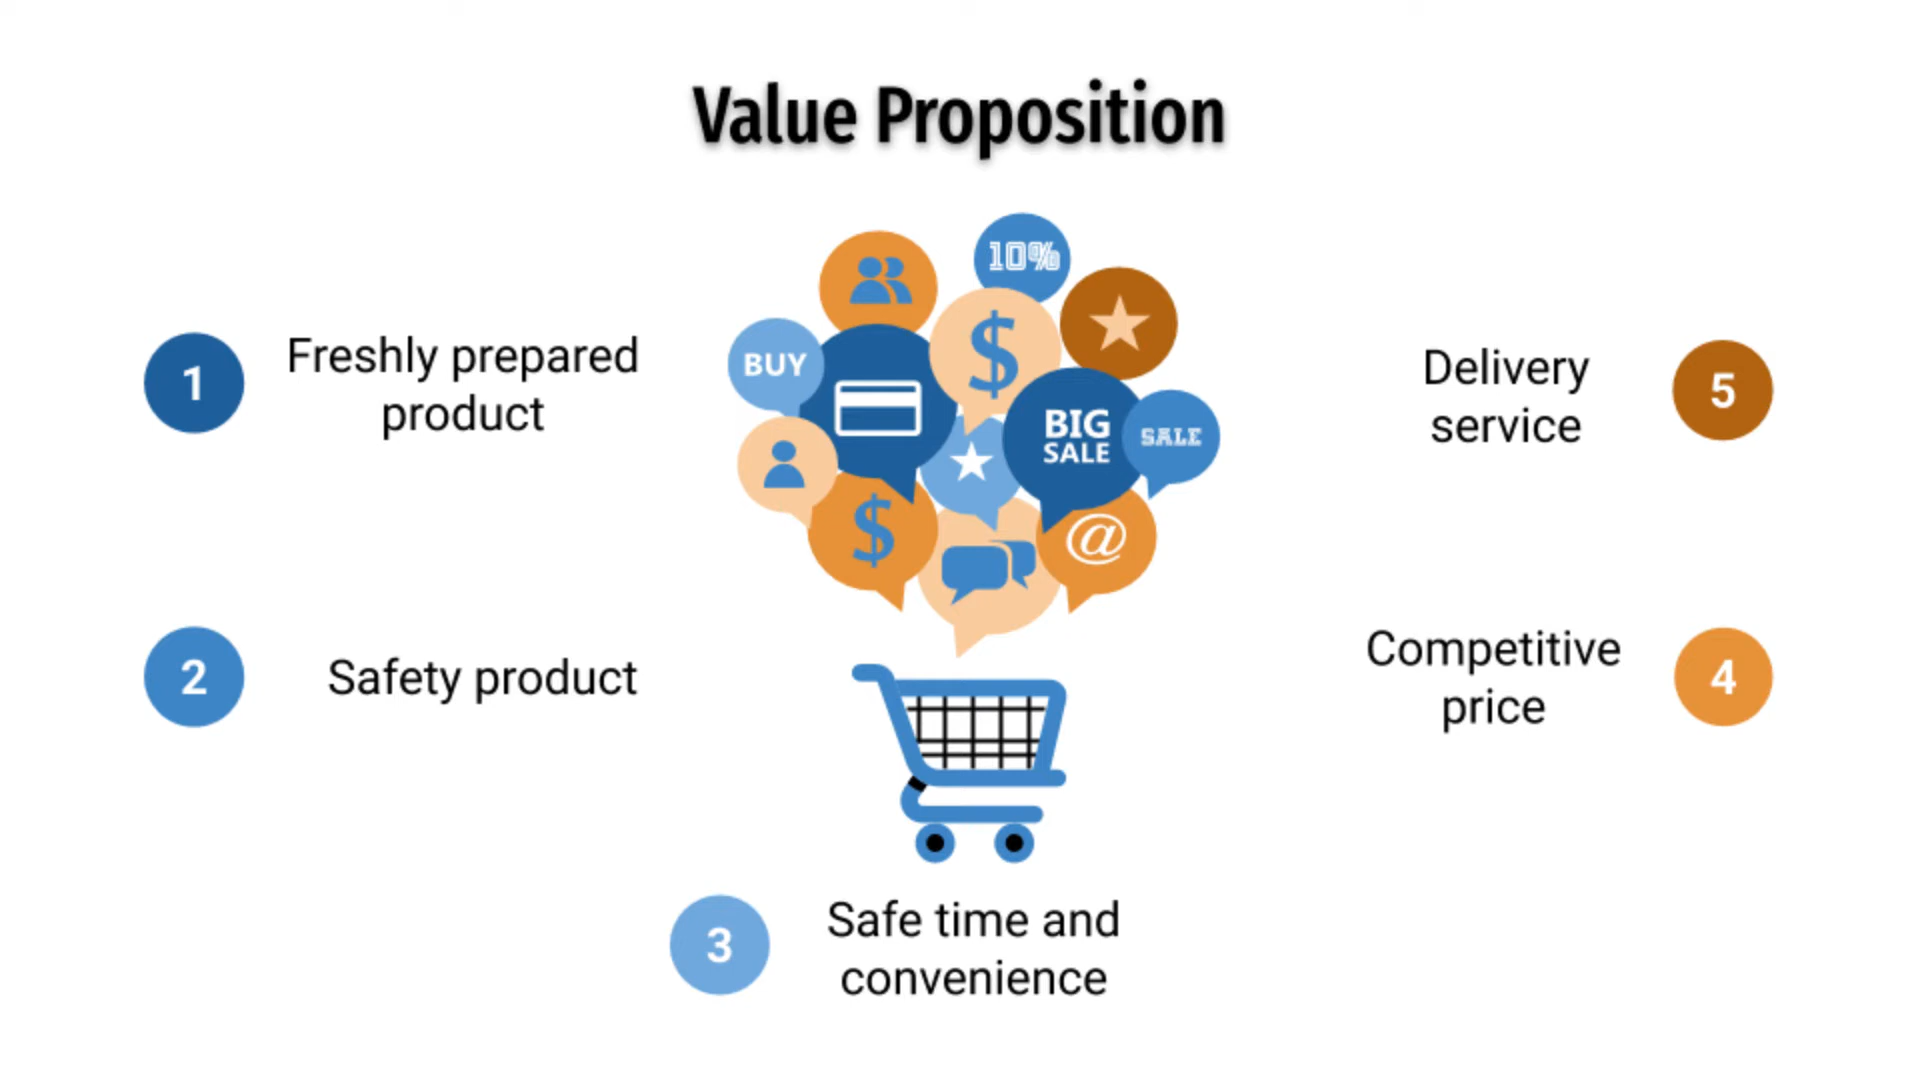 Value Proposition
1
Freshly prepared
product
2
Safety product
3
Safe time and
convenience
Competitive
price
4
Delivery
service
5
10%
$
BUY
BIG
SALE
SALE
$
@